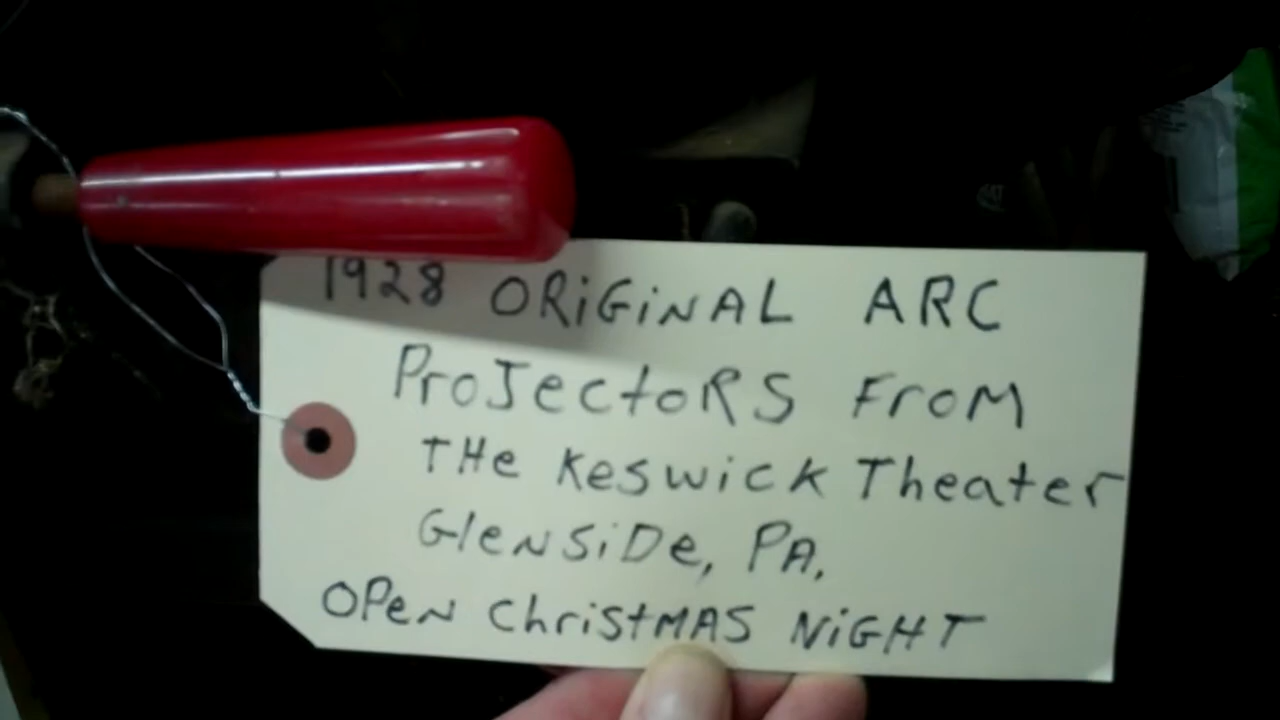 1928 ORiGiNAL ARC
ProJectoRS FroM
THe Keswick Theater
GleNSiDe, PA.
OPeN ChriStMAS NiGHT